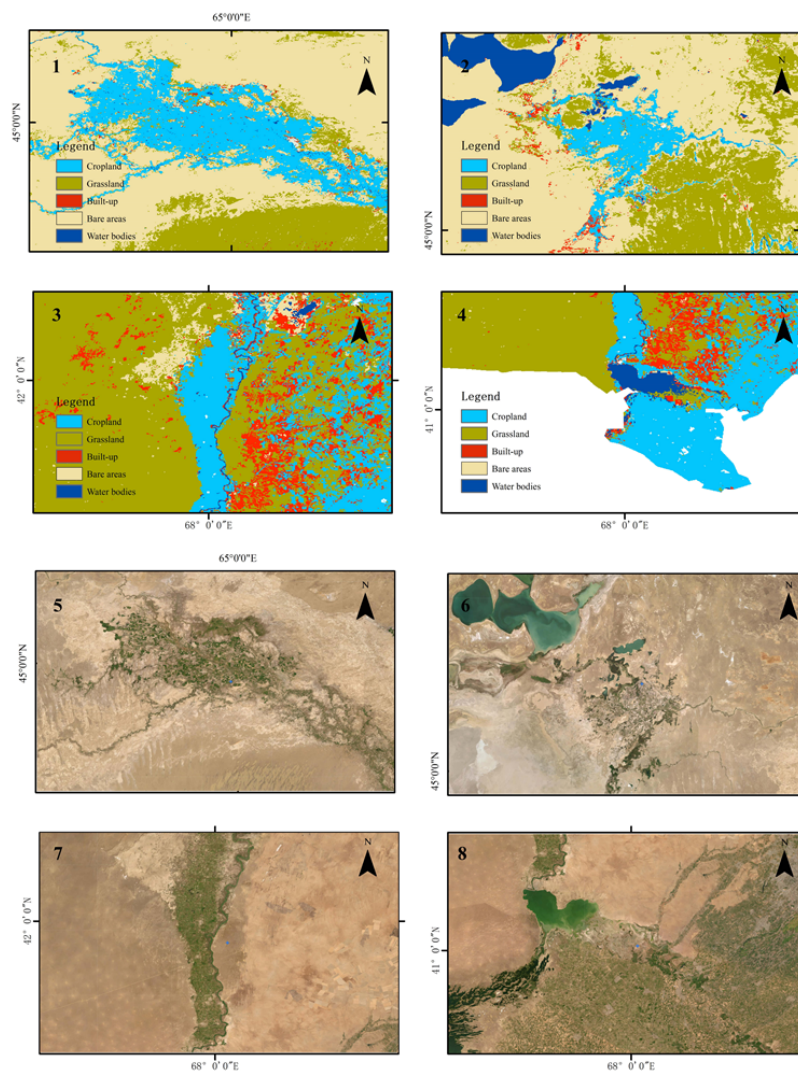 65°0'0"E
1
N
45°0'0"N
Legend
Cropland
Grassland
Built-up
Bare areas
Water bodies
2
N
45°0'0"N
Legend
Cropland
Grassland
Built-up
Bare areas
Water bodies
3
N
42° 0' 0"N
Legend
Cropland
Grassland
Built-up
Bare areas
Water bodies
68° 0' 0"E
4
N
41° 0' 0"N
Legend
Cropland
Grassland
Built-up
Bare areas
Water bodies
68° 0' 0"E
65°0'0"E
5
N
45°0'0"N
6
N
45°0'0"N
7
N
42° 0' 0"N
68° 0' 0"E
8
N
41° 0' 0"N
68° 0' 0"E